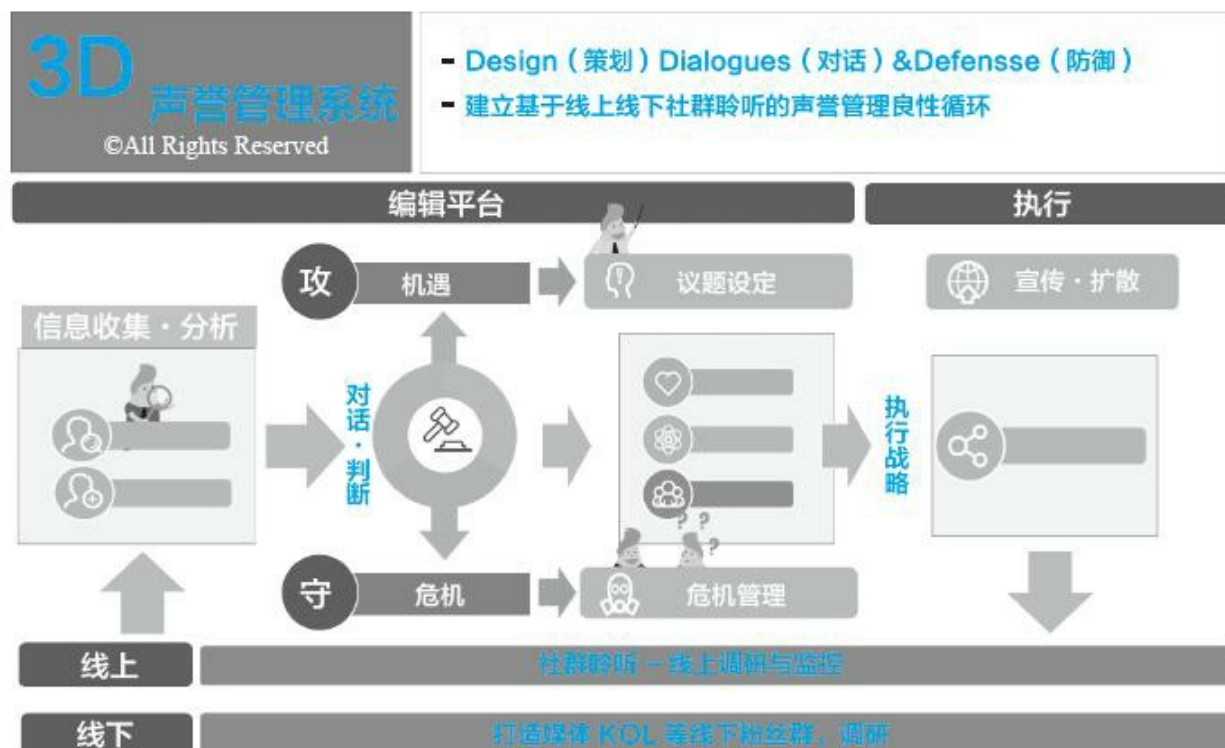 3D
声誉管理系统
©All Rights Reserved
- Design（策划）Dialogues（对话）&Defensse（防御）
- 建立基于线上线下社群聆听的声誉管理良性循环
编辑平台
执行
攻
机遇
议题设定
宣传·扩散
信息收集·分析
对话·判断
执行战略
守
危机
危机管理
? ?
?
线上
社群聆听 - 线上调研与监控
线下
打造媒体 KOL 等线下粉丝群、调研